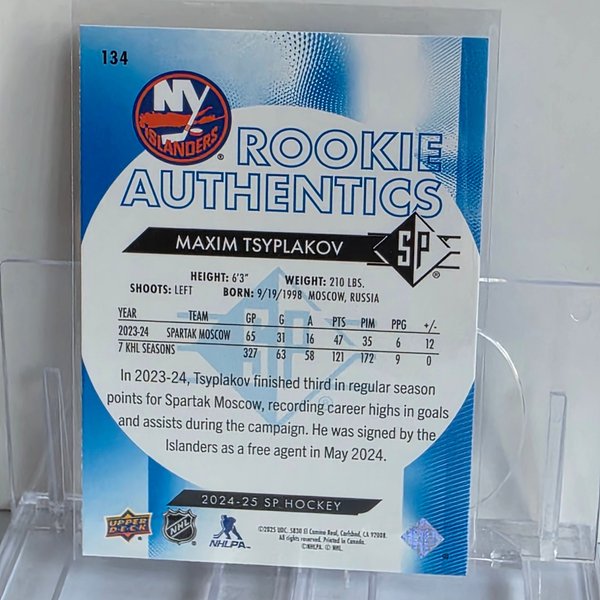 134
NY
ISLANDERS
®
ROOKIE
AUTHENTICS
MAXIM TSYPLAKOV
SP
®
HEIGHT: 6'3" WEIGHT: 210 LBS.
SHOOTS: LEFT BORN: 9/19/1998 MOSCOW, RUSSIA
YEAR TEAM GP G A PTS PIM PPG +/-
2023-24 SPARTAK MOSCOW 65 31 16 47 35 6 12
7 KHL SEASONS 327 63 58 121 172 9 0
In 2023-24, Tsyplakov finished third in regular season
points for Spartak Moscow, recording career highs in goals
and assists during the campaign. He was signed by the
Islanders as a free agent in May 2024.
2024-25 SP HOCKEY
UPPER
DECK
NHL
NHLPA
©2025 UDC. 5830 El Camino Real, Carlsbad, CA 92008.
All rights reserved. Printed in Canada.
©NHLPA. © NHL.